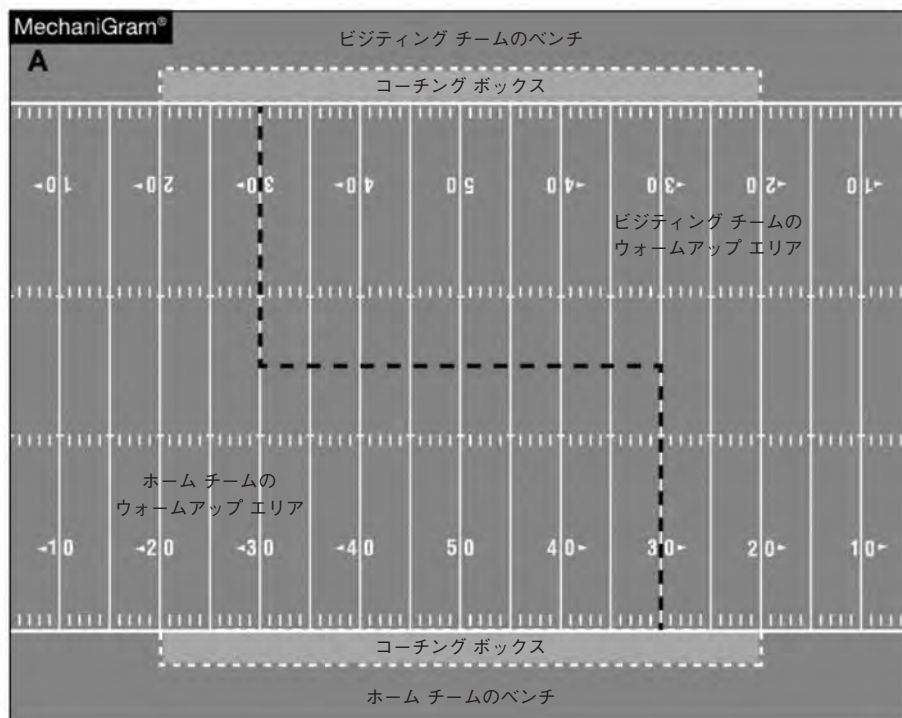 MechaniGram®
A
ビジティング チームのベンチ
コーチング ボックス
10 20 30 40 50 40 30 20 10
ビジティング チームの
ウォームアップ エリア
ホーム チームの
ウォームアップ エリア
10 20 30 40 50 40 30 20 10
コーチング ボックス
ホーム チームのベンチ